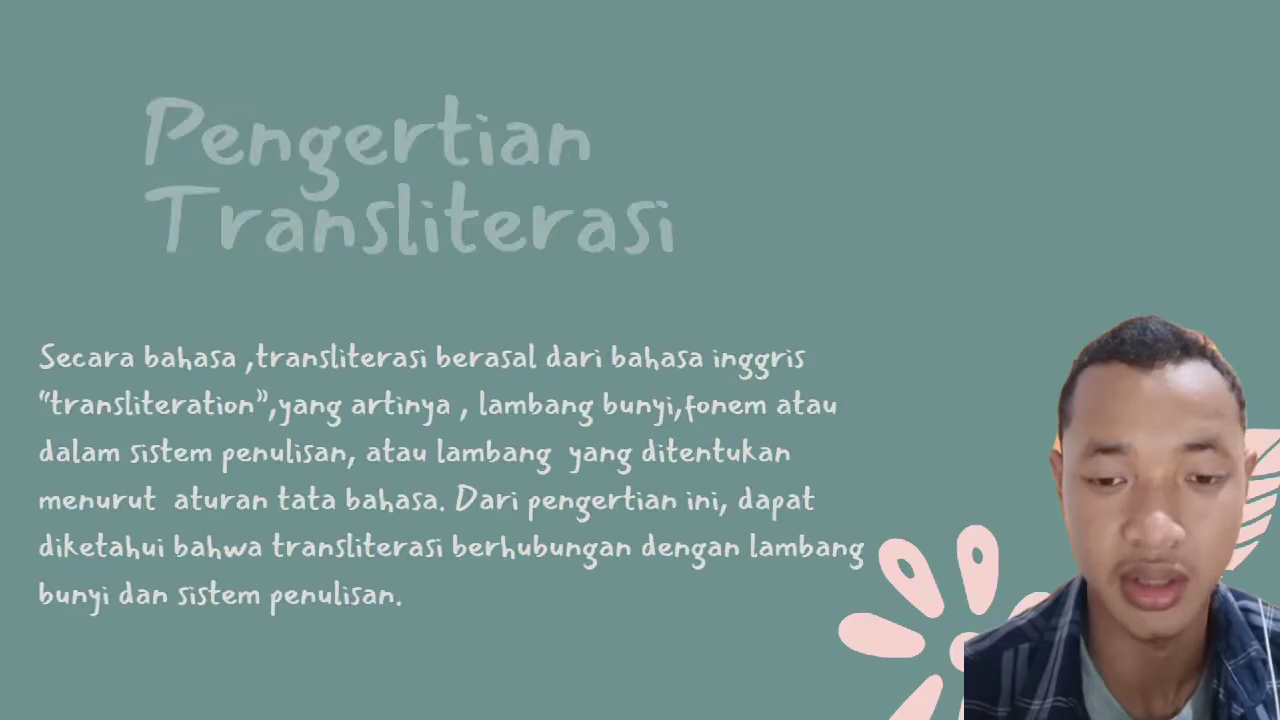 Pengertian
Transliterasi
Secara bahasa ,transliterasi berasal dari bahasa inggris
"transliteration",yang artinya , lambang bunyi,fonem atau
dalam sistem penulisan, atau lambang yang ditentukan
menurut aturan tata bahasa. Dari pengertian ini, dapat
diketahui bahwa transliterasi berhubungan dengan lambang
bunyi dan sistem penulisan.